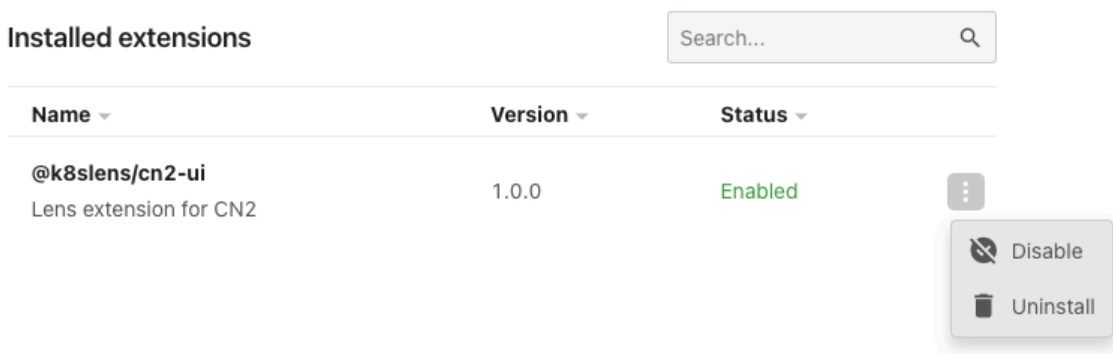 Installed extensions
Search...
Name Version Status
@k8slens/cn2-ui
Lens extension for CN2
1.0.0
Enabled
Disable
Uninstall